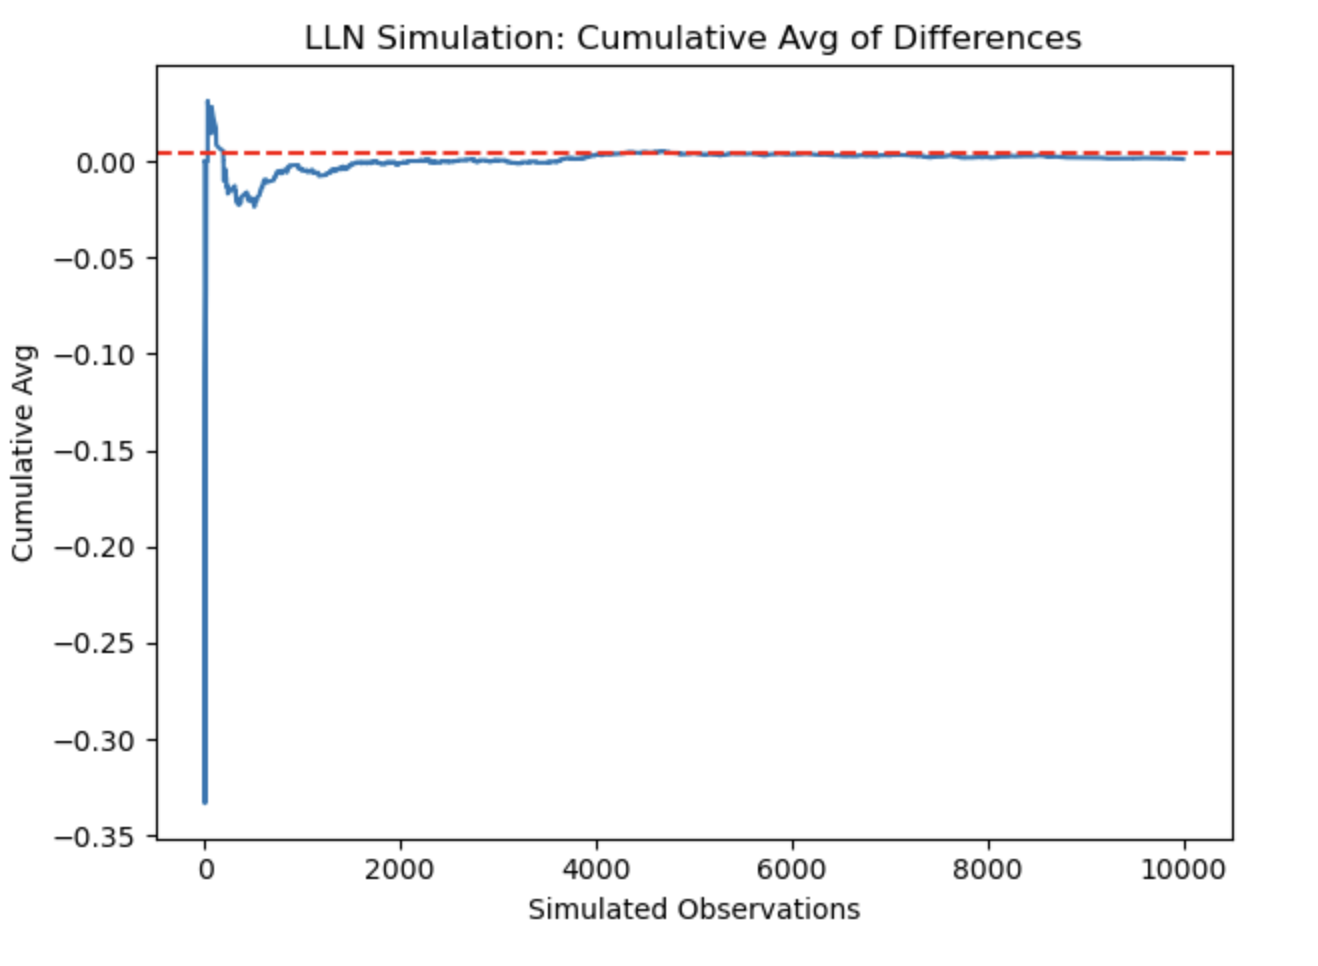 LLN Simulation: Cumulative Avg of Differences
0.00
−0.05
−0.10
−0.15
−0.20
−0.25
−0.30
−0.35
Cumulative Avg
0 2000 4000 6000 8000 10000
Simulated Observations